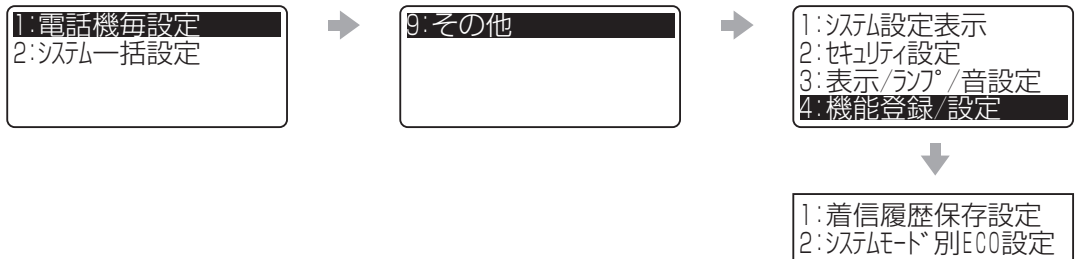 1:電話機毎設定
2:ｼｽﾃﾑ一括設定
9:その他
1:ｼｽﾃﾑ設定表示
2:ｾｷｭﾘﾃｨ設定
3:表示/ﾗﾝﾌﾟ/音設定
4:機能登録/設定
1:着信履歴保存設定
2:ｼｽﾃﾑﾓｰﾄﾞ別ECO設定